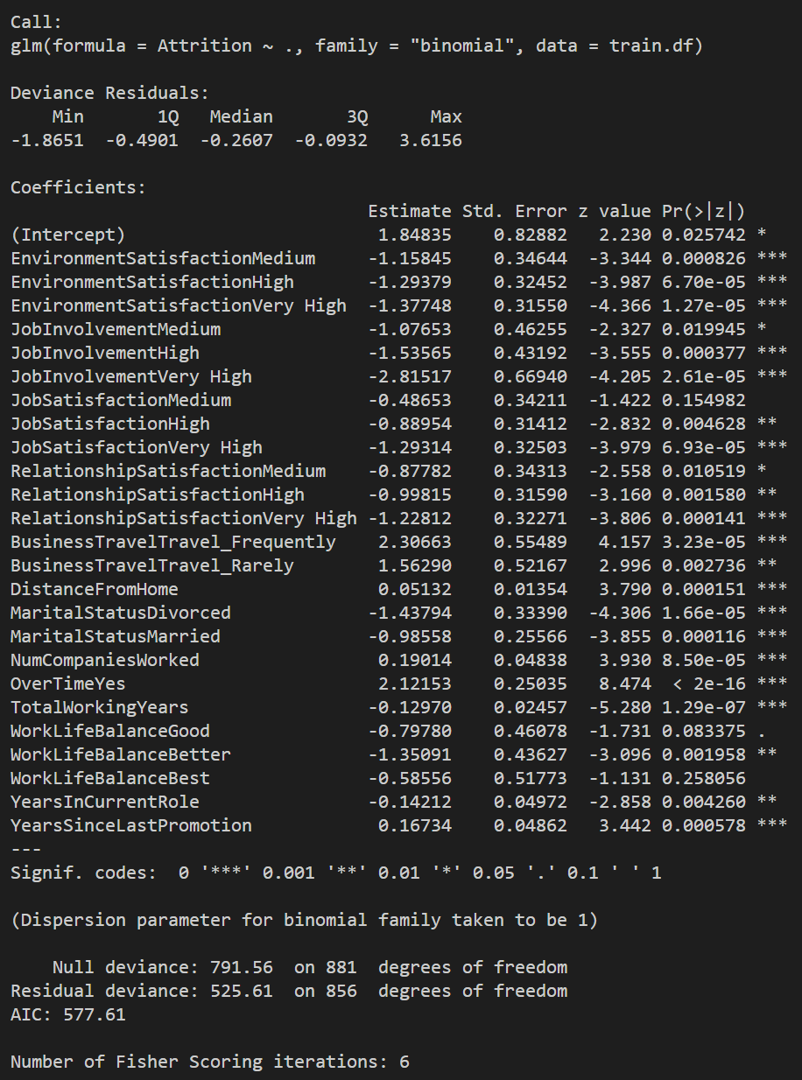 Call:
glm(formula = Attrition ~ ., family = "binomial", data = train.df)
Deviance Residuals:
    Min       1Q   Median       3Q      Max
-1.8651  -0.4901  -0.2607  -0.0932   3.6156
Coefficients:
                                  Estimate Std. Error z value Pr(>|z|)
(Intercept)                        1.84835    0.82882   2.230 0.025742 *
EnvironmentSatisfactionMedium     -1.15845    0.34644  -3.344 0.000826 ***
EnvironmentSatisfactionHigh       -1.29379    0.32452  -3.987 6.70e-05 ***
EnvironmentSatisfactionVery High  -1.37748    0.31550  -4.366 1.27e-05 ***
JobInvolvementMedium              -1.07653    0.46255  -2.327 0.019945 *
JobInvolvementHigh                -1.53565    0.43192  -3.555 0.000377 ***
JobInvolvementVery High           -2.81517    0.66940  -4.205 2.61e-05 ***
JobSatisfactionMedium             -0.48653    0.34211  -1.422 0.154982
JobSatisfactionHigh               -0.88954    0.31412  -2.832 0.004628 **
JobSatisfactionVery High          -1.29314    0.32503  -3.979 6.93e-05 ***
RelationshipSatisfactionMedium    -0.87782    0.34313  -2.558 0.010519 *
RelationshipSatisfactionHigh      -0.99815    0.31590  -3.160 0.001580 **
RelationshipSatisfactionVery High -1.22812    0.32271  -3.806 0.000141 ***
BusinessTravelTravel_Frequently    2.30663    0.55489   4.157 3.23e-05 ***
BusinessTravelTravel_Rarely        1.56290    0.52167   2.996 0.002736 **
DistanceFromHome                   0.05132    0.01354   3.790 0.000151 ***
MaritalStatusDivorced             -1.43794    0.33390  -4.306 1.66e-05 ***
MaritalStatusMarried              -0.98558    0.25566  -3.855 0.000116 ***
NumCompaniesWorked                 0.19014    0.04838   3.930 8.50e-05 ***
OverTimeYes                        2.12153    0.25035   8.474  < 2e-16 ***
TotalWorkingYears                 -0.12970    0.02457  -5.280 1.29e-07 ***
WorkLifeBalanceGood               -0.79780    0.46078  -1.731 0.083375 .
WorkLifeBalanceBetter             -1.35091    0.43627  -3.096 0.001958 **
WorkLifeBalanceBest               -0.58556    0.51773  -1.131 0.258056
YearsInCurrentRole                -0.14212    0.04972  -2.858 0.004260 **
YearsSinceLastPromotion            0.16734    0.04862   3.442 0.000578 ***
---
Signif. codes:  0 '***' 0.001 '**' 0.01 '*' 0.05 '.' 0.1 ' ' 1
(Dispersion parameter for binomial family taken to be 1)
    Null deviance: 791.56  on 881  degrees of freedom
Residual deviance: 525.61  on 856  degrees of freedom
AIC: 577.61
Number of Fisher Scoring iterations: 6